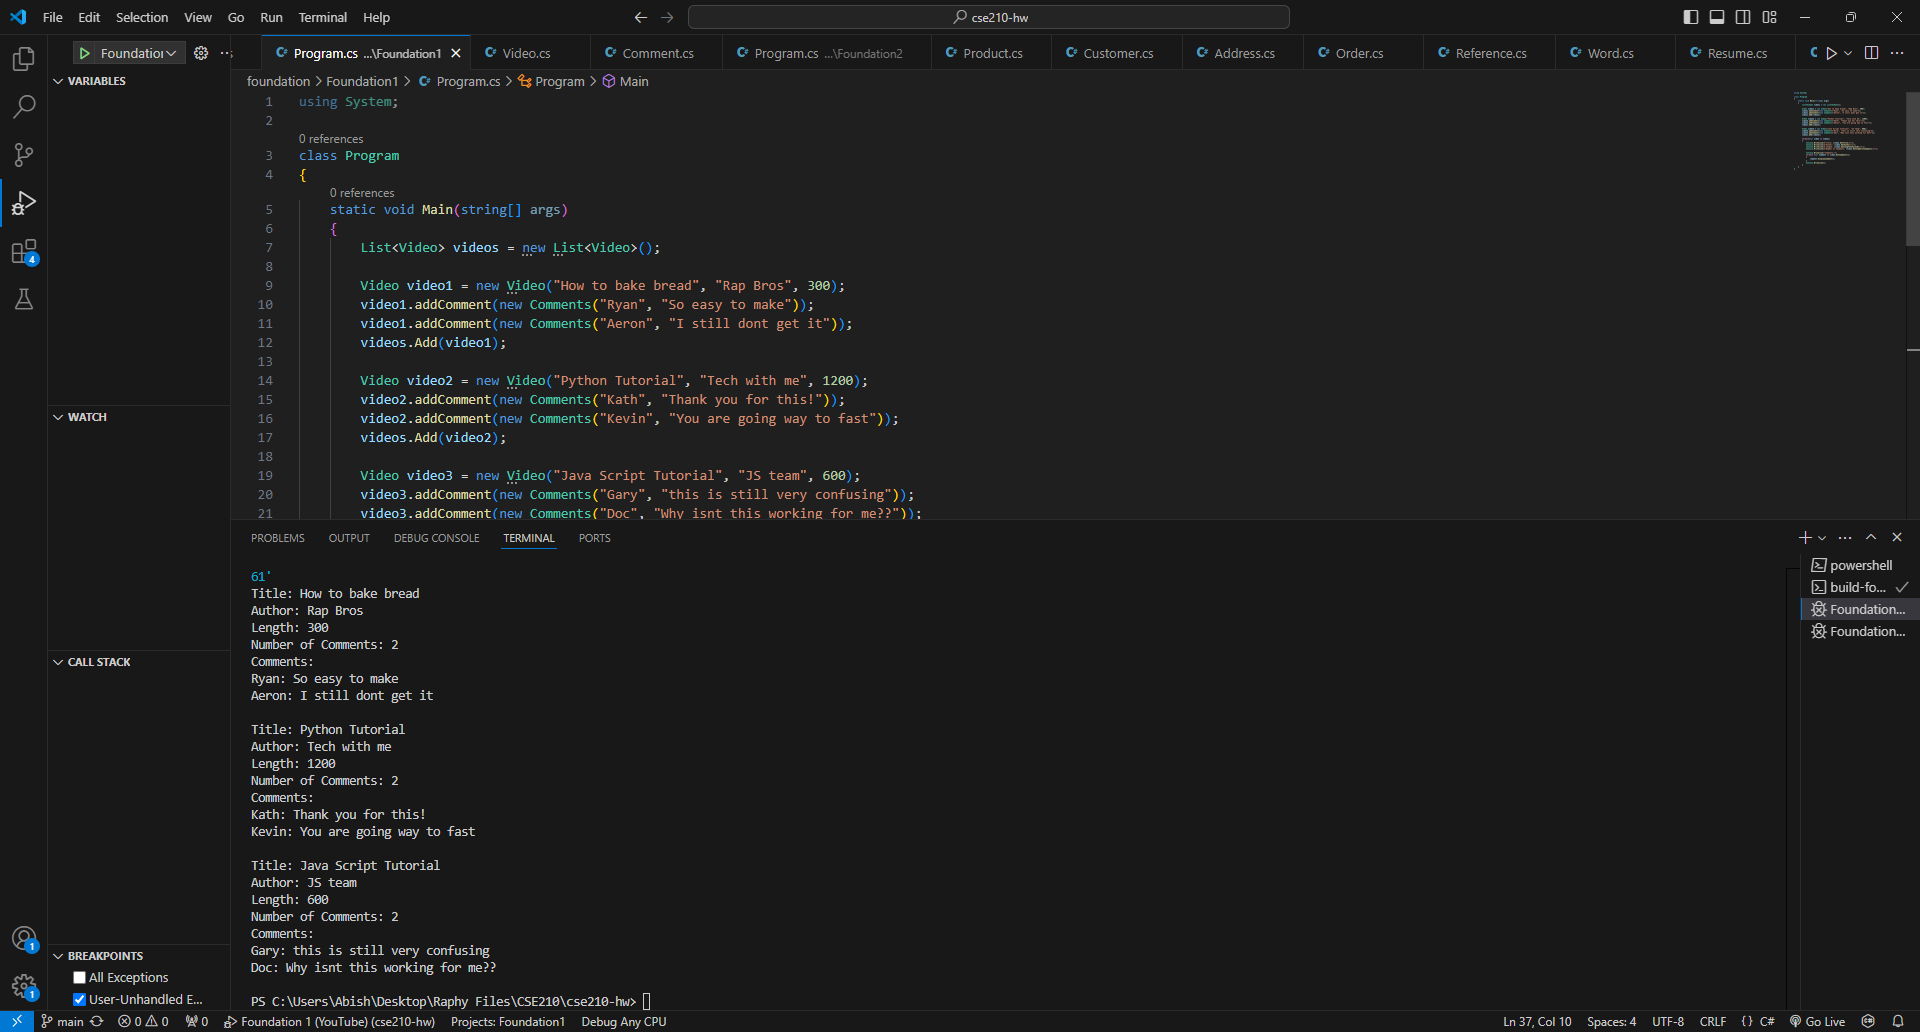 File Edit Selection View Go Run Terminal Help
cse210-hw
Program.cs ...\Foundation1
Video.cs
Comment.cs
Program.cs ...\Foundation2
Product.cs
Customer.cs
Address.cs
Order.cs
Reference.cs
Word.cs
Resume.cs
foundation > Foundation1 > Program.cs > Program > Main
VARIABLES
WATCH
CALL STACK
BREAKPOINTS
All Exceptions
User-Unhandled E...
4
1
1
1 using System;
2
0 references
3 class Program
4 {
0 references
5 static void Main(string[] args)
6 {
7 List<Video> videos = new List<Video>();
8
9 Video video1 = new Video("How to bake bread", "Rap Bros", 300);
10 video1.addComment(new Comments("Ryan", "So easy to make"));
11 video1.addComment(new Comments("Aeron", "I still dont get it"));
12 videos.Add(video1);
13
14 Video video2 = new Video("Python Tutorial", "Tech with me", 1200);
15 video2.addComment(new Comments("Kath", "Thank you for this!"));
16 video2.addComment(new Comments("Kevin", "You are going way to fast"));
17 videos.Add(video2);
18
19 Video video3 = new Video("Java Script Tutorial", "JS team", 600);
20 video3.addComment(new Comments("Gary", "this is still very confusing"));
21 video3.addComment(new Comments("Doc", "Why isnt this working for me??"));
PROBLEMS OUTPUT DEBUG CONSOLE TERMINAL PORTS
61'
Title: How to bake bread
Author: Rap Bros
Length: 300
Number of Comments: 2
Comments:
Ryan: So easy to make
Aeron: I still dont get it
Title: Python Tutorial
Author: Tech with me
Length: 1200
Number of Comments: 2
Comments:
Kath: Thank you for this!
Kevin: You are going way to fast
Title: Java Script Tutorial
Author: JS team
Length: 600
Number of Comments: 2
Comments:
Gary: this is still very confusing
Doc: Why isnt this working for me??
PS C:\Users\Abish\Desktop\Raphy Files\CSE210\cse210-hw>
powershell
build-fo...
Foundation...
Foundation...
main 0 0 0 Foundation 1 (YouTube) (cse210-hw) Projects: Foundation1 Debug Any CPU
Ln 37, Col 10 Spaces: 4 UTF-8 CRLF {} C# Go Live